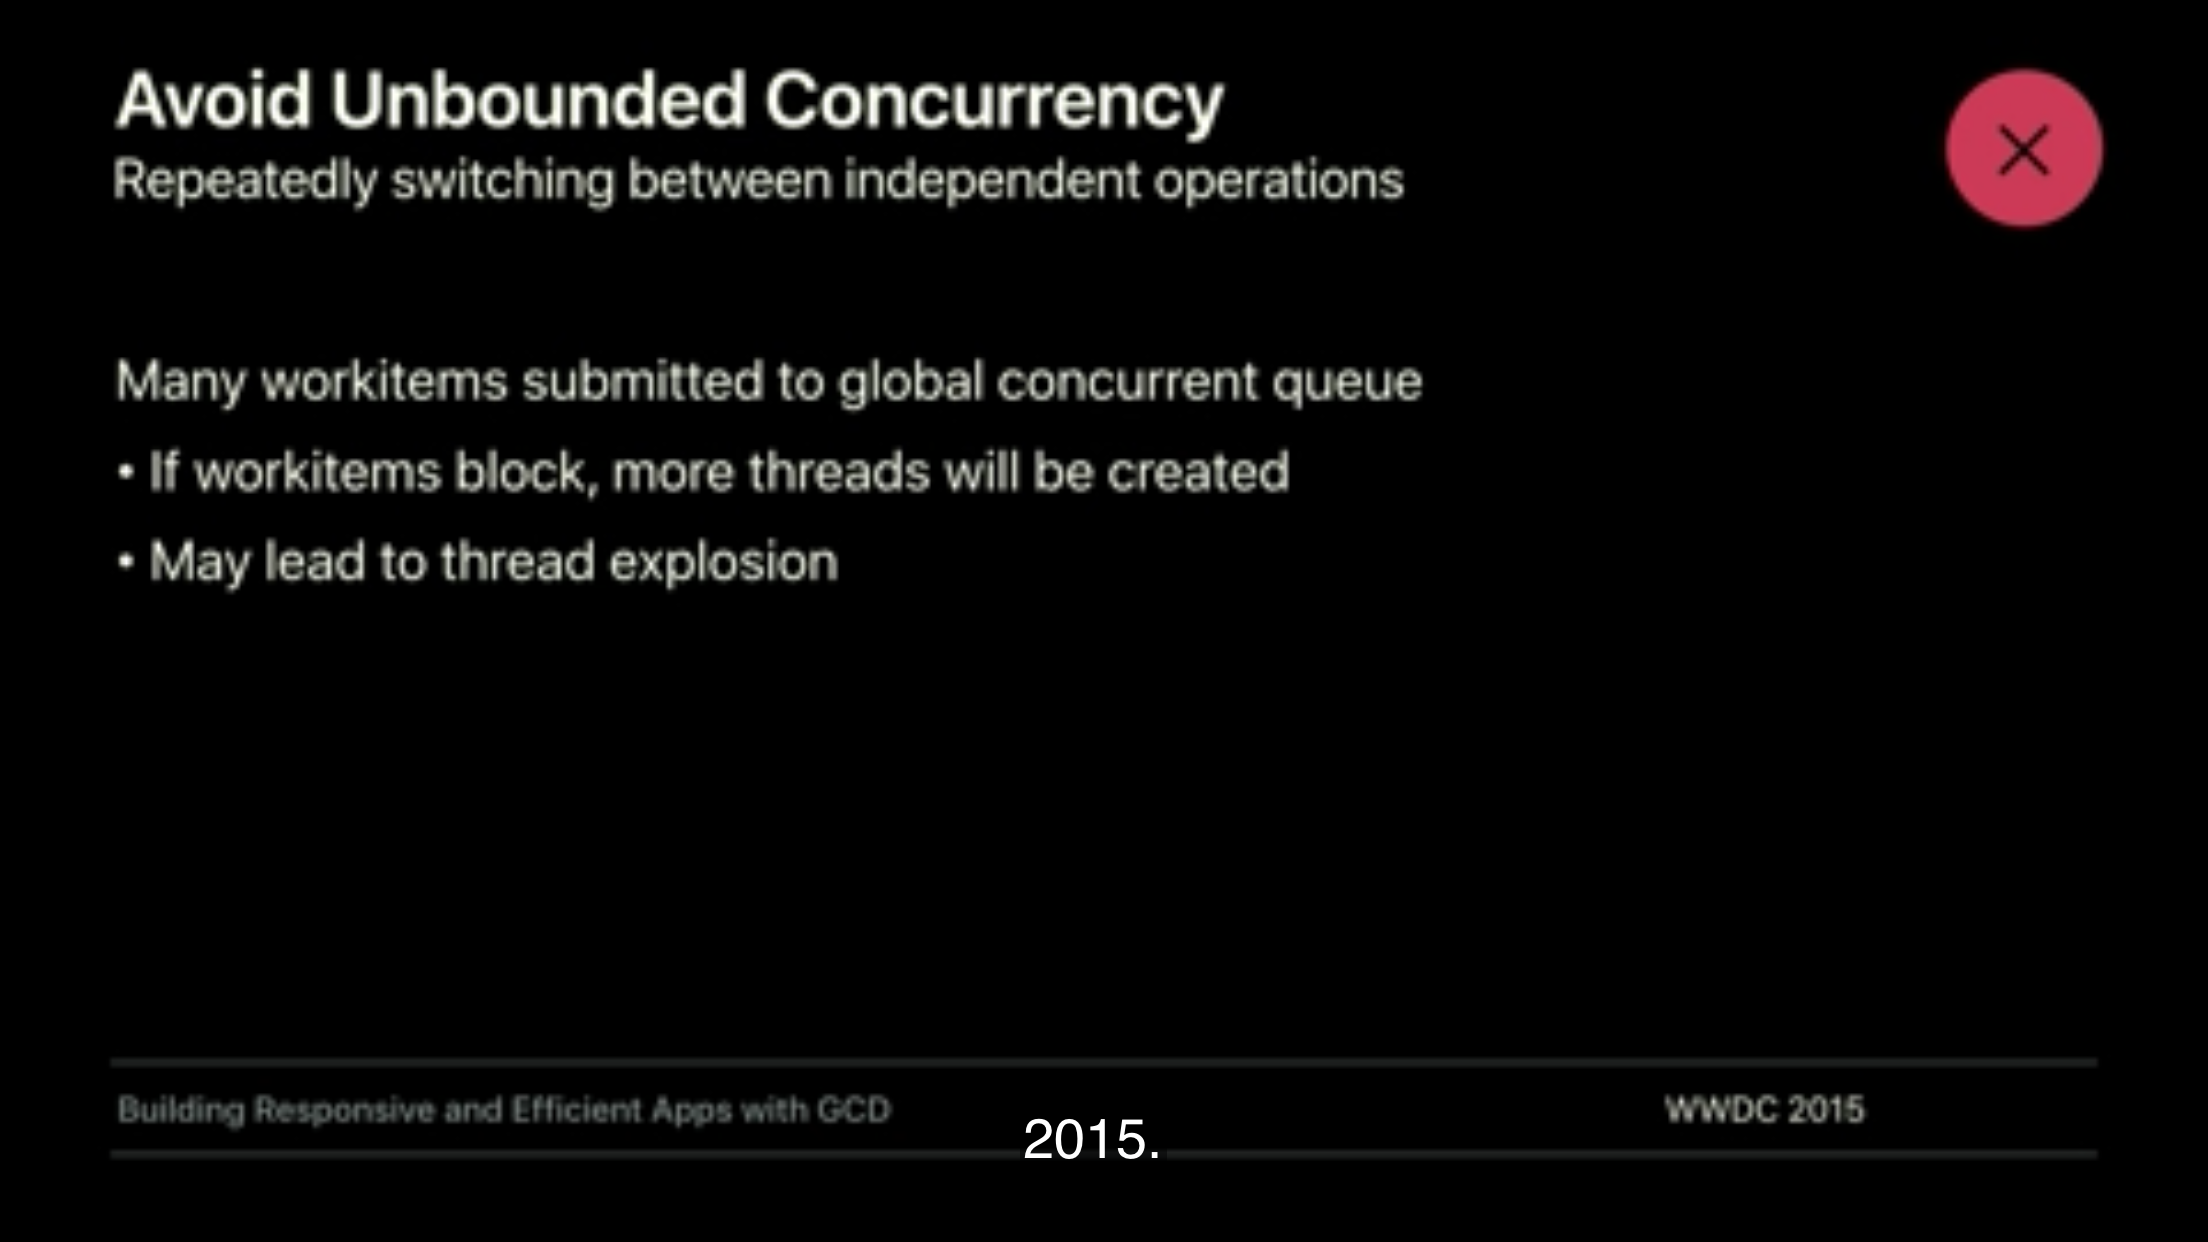 Avoid Unbounded Concurrency
Repeatedly switching between independent operations
Many workitems submitted to global concurrent queue
• If workitems block, more threads will be created
• May lead to thread explosion
Building Responsive and Efficient Apps with GCD
WWDC 2015
2015.